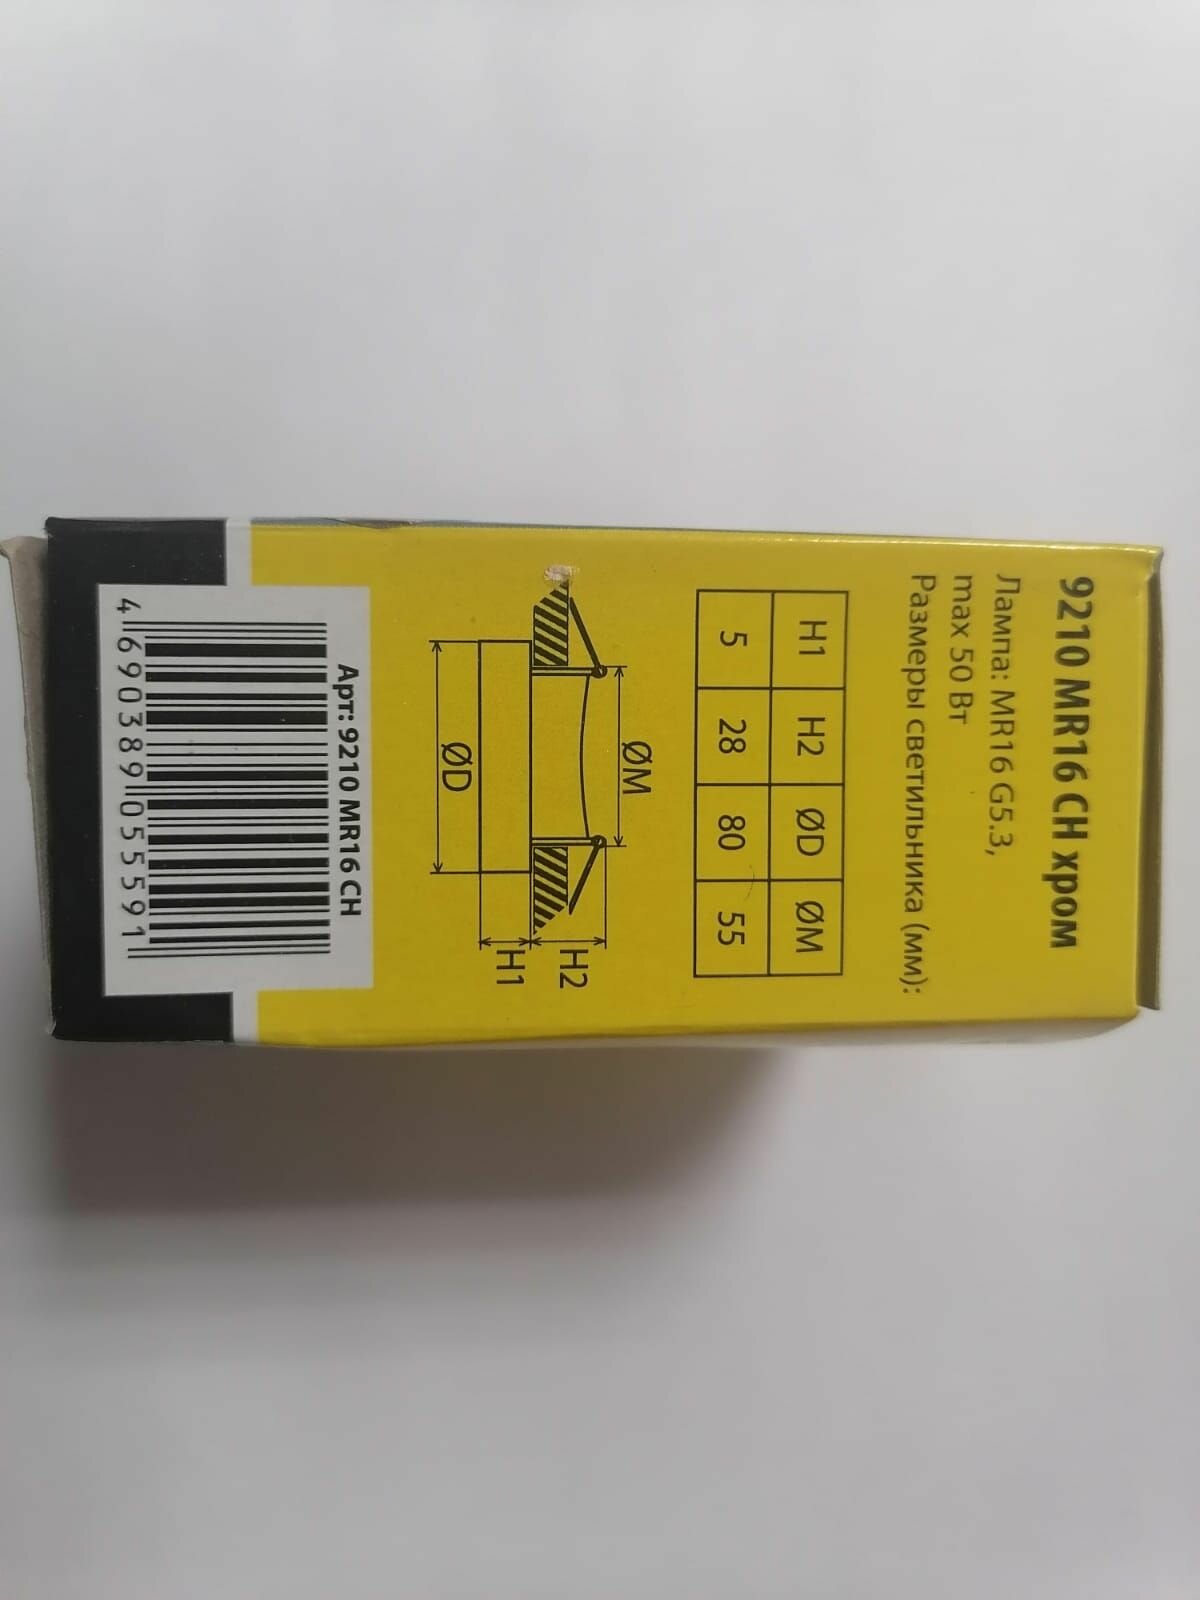 9210 MR16 CH хром
Лампа: MR16 G5.3,
max 50 Вт
Размеры светильника (мм):
H1 H2 ØD ØM
5 28 80 55
ØM
H2
H1
ØD
Арт: 9210 MR16 CH
4 690389 055591